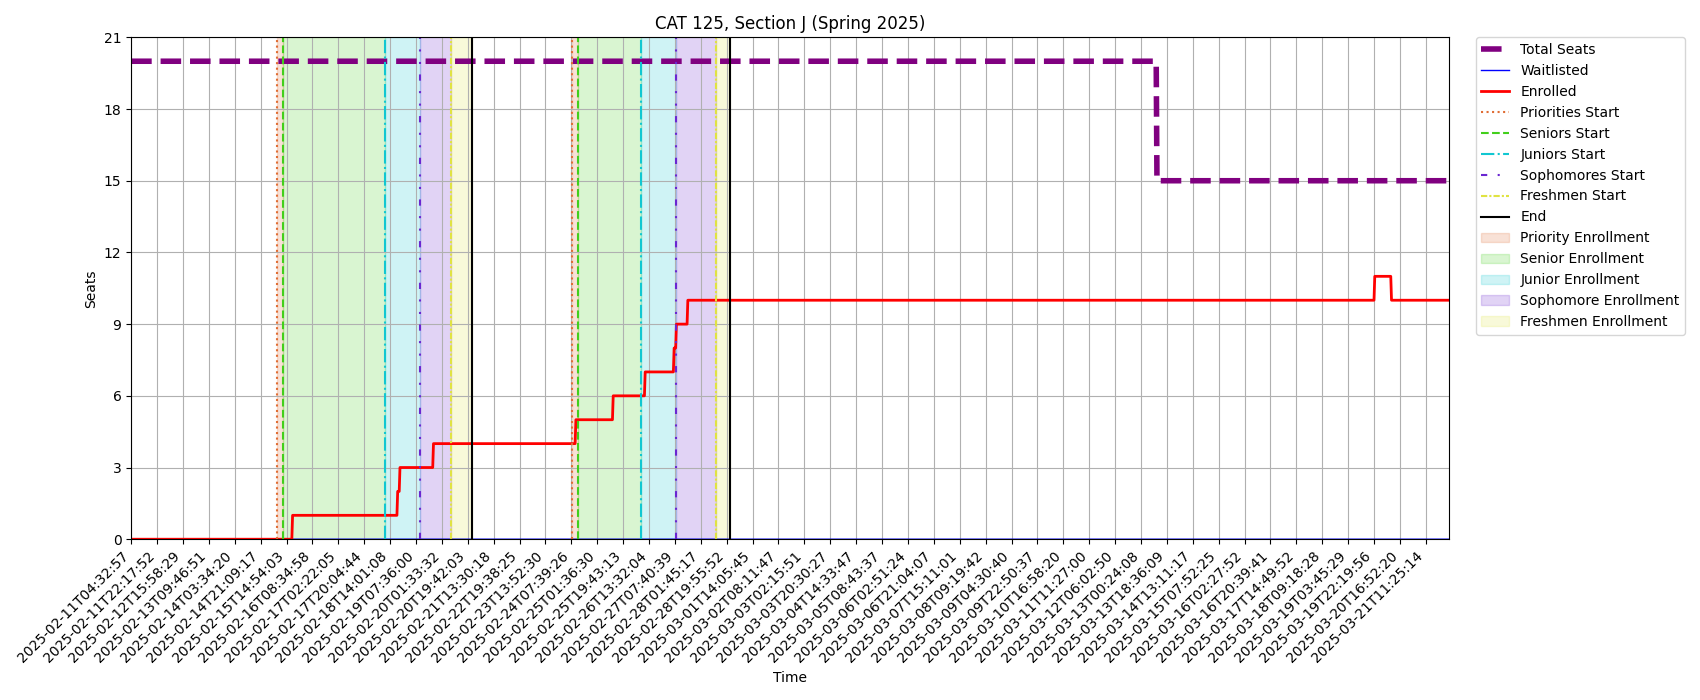 CAT 125, Section J (Spring 2025)
21
18
15
12
9
6
3
0
Seats
2025-02-11T04:32:57
2025-02-11T22:17:52
2025-02-12T15:58:29
2025-02-13T09:46:51
2025-02-14T03:34:20
2025-02-14T21:09:17
2025-02-15T14:54:03
2025-02-16T08:34:58
2025-02-17T02:22:05
2025-02-17T20:04:44
2025-02-18T14:01:08
2025-02-19T07:36:00
2025-02-20T01:33:32
2025-02-20T19:42:03
2025-02-21T13:30:18
2025-02-22T19:38:25
2025-02-23T13:52:30
2025-02-24T07:39:26
2025-02-25T01:36:30
2025-02-25T19:43:13
2025-02-26T13:32:04
2025-02-27T07:40:39
2025-02-28T01:45:17
2025-02-28T19:55:52
2025-03-01T14:05:45
2025-03-02T08:11:47
2025-03-03T02:15:51
2025-03-03T20:30:27
2025-03-04T14:33:47
2025-03-05T08:43:37
2025-03-06T02:51:24
2025-03-06T21:04:07
2025-03-07T15:11:01
2025-03-08T09:19:42
2025-03-09T04:30:40
2025-03-09T22:50:37
2025-03-10T16:58:20
2025-03-11T11:27:00
2025-03-12T06:02:50
2025-03-13T00:24:08
2025-03-13T18:36:09
2025-03-14T13:11:17
2025-03-15T07:52:25
2025-03-16T02:27:52
2025-03-16T20:39:41
2025-03-17T14:49:52
2025-03-18T09:18:28
2025-03-19T03:45:29
2025-03-19T22:19:56
2025-03-20T16:52:20
2025-03-21T11:25:14
Time
Total Seats
Waitlisted
Enrolled
Priorities Start
Seniors Start
Juniors Start
Sophomores Start
Freshmen Start
End
Priority Enrollment
Senior Enrollment
Junior Enrollment
Sophomore Enrollment
Freshmen Enrollment